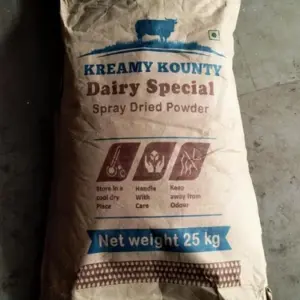 KREAMY KOUNTY
Dairy Special
Spray Dried Powder
Store in a cool dry Place
Handle With Care
Keep away from Odour
Net weight 25 kg